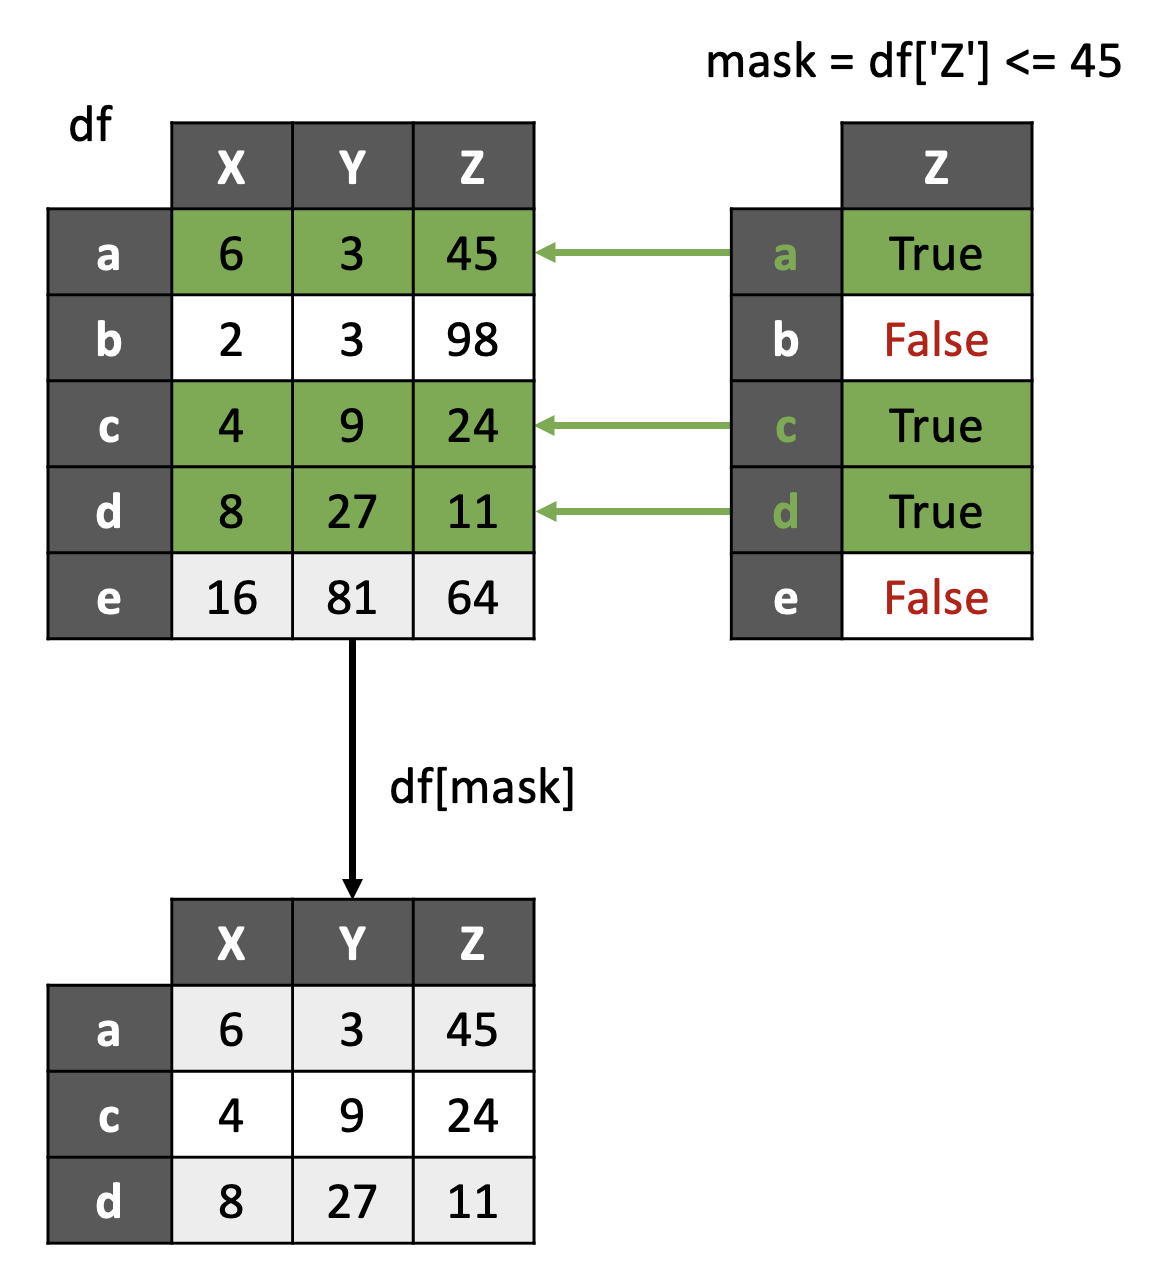 mask = df['Z'] <= 45
df
X Y Z
a 6 3 45
b 2 3 98
c 4 9 24
d 8 27 11
e 16 81 64
Z
a True
b False
c True
d True
e False
df[mask]
X Y Z
a 6 3 45
c 4 9 24
d 8 27 11